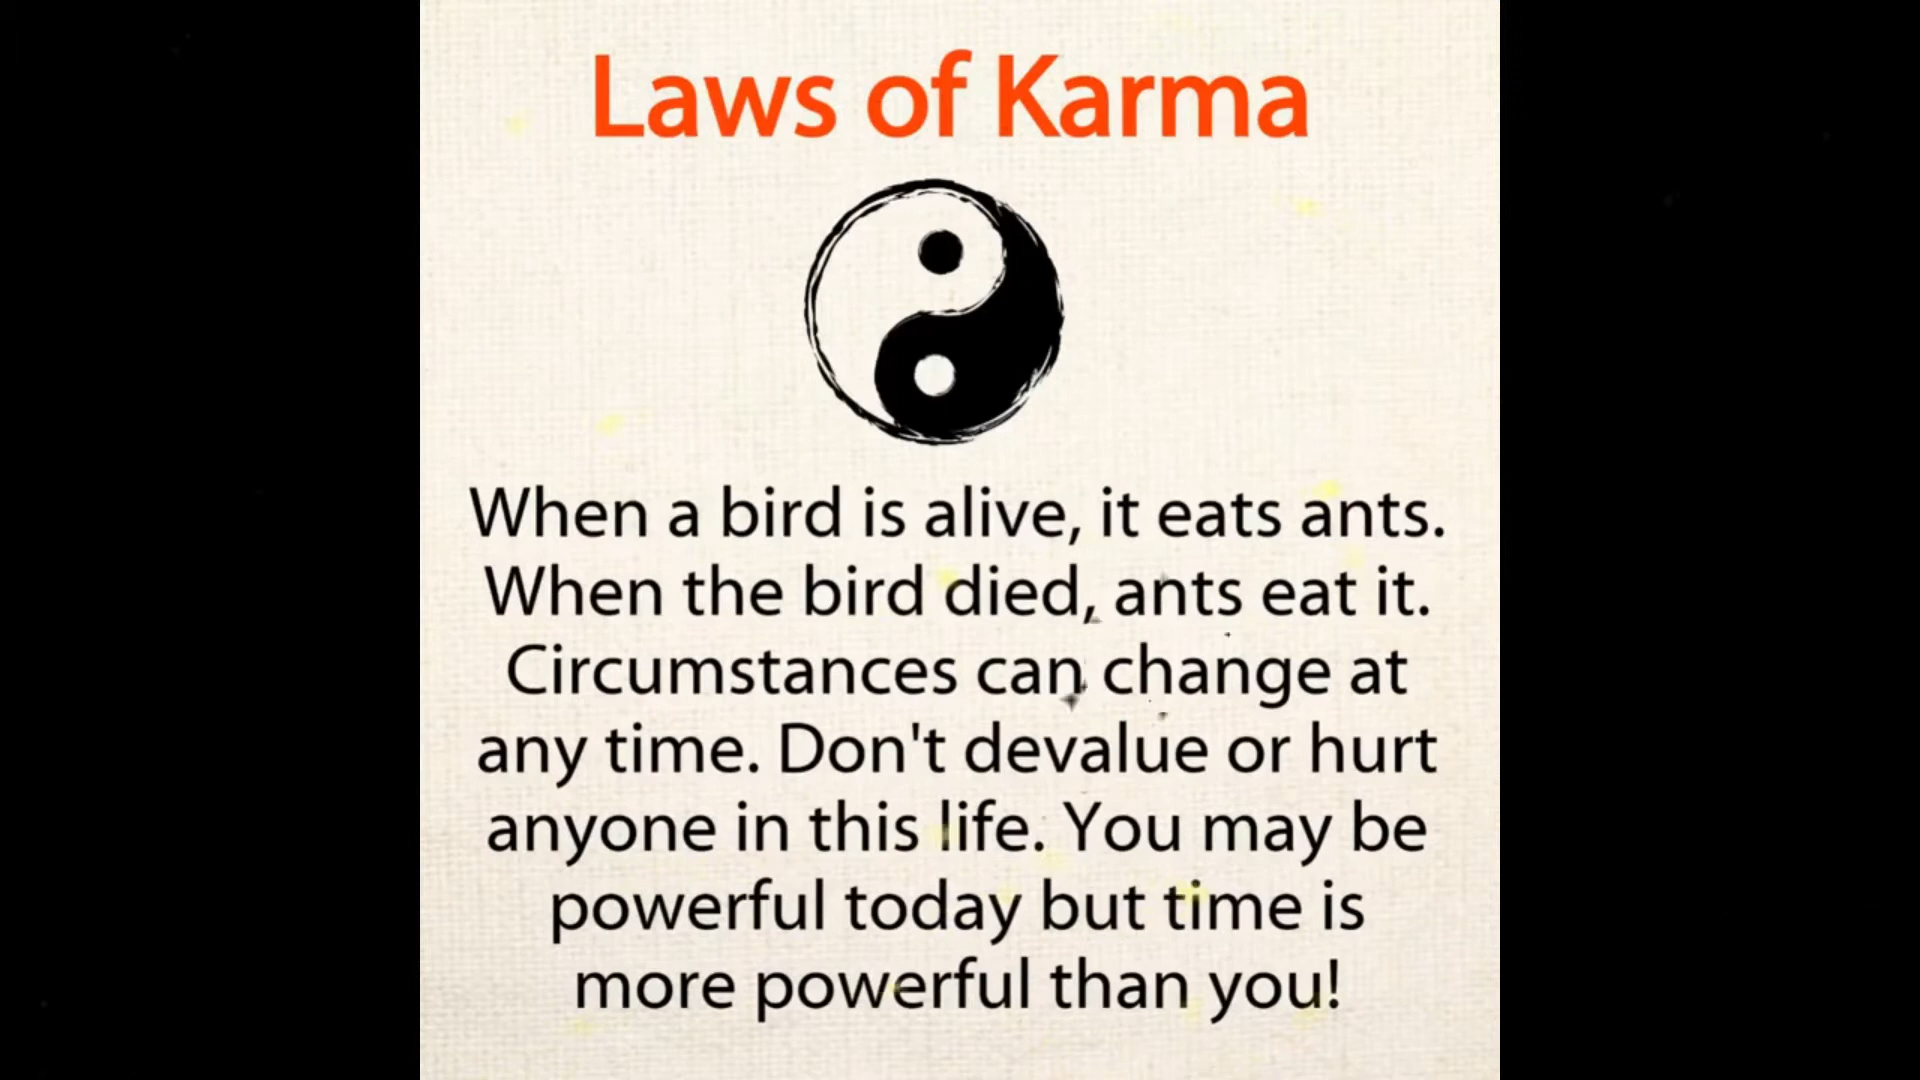 Laws of Karma
When a bird is alive, it eats ants.
When the bird died, ants eat it.
Circumstances can change at
any time. Don't devalue or hurt
anyone in this life. You may be
powerful today but time is
more powerful than you!